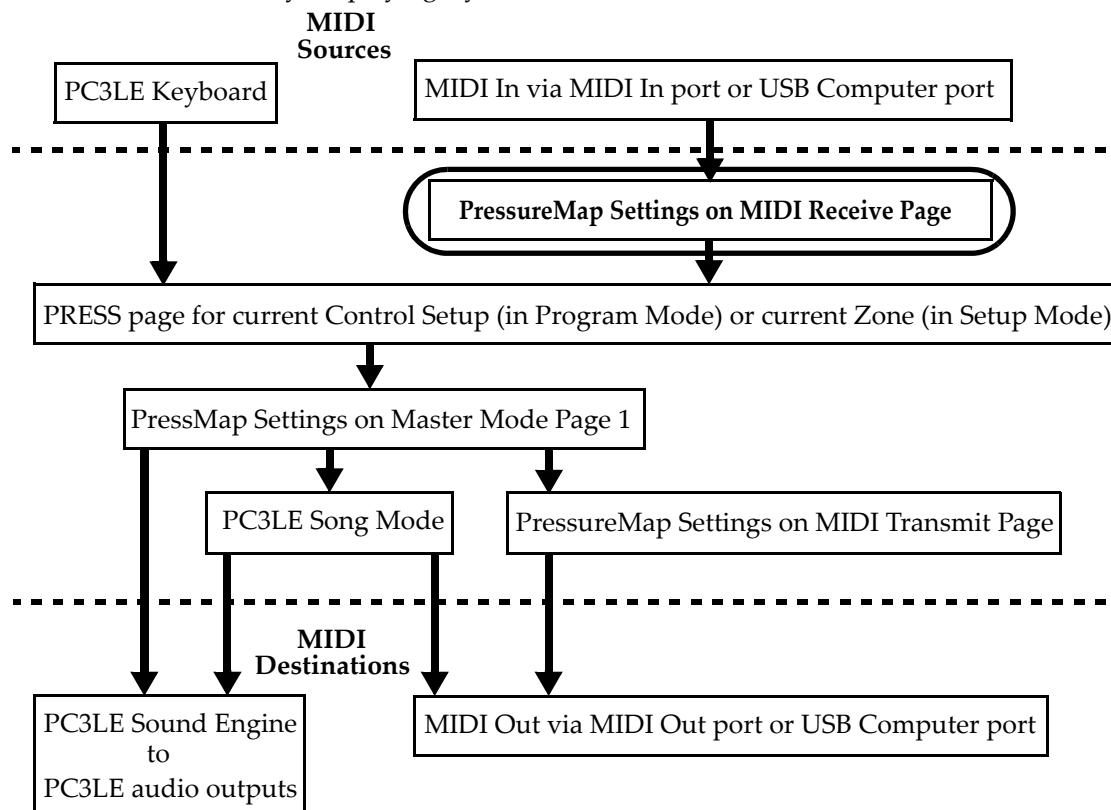 MIDI
Sources
PC3LE Keyboard
MIDI In via MIDI In port or USB Computer port
PressureMap Settings on MIDI Receive Page
PRESS page for current Control Setup (in Program Mode) or current Zone (in Setup Mode)
PressMap Settings on Master Mode Page 1
PC3LE Song Mode
PressureMap Settings on MIDI Transmit Page
MIDI
Destinations
PC3LE Sound Engine
to
PC3LE audio outputs
MIDI Out via MIDI Out port or USB Computer port